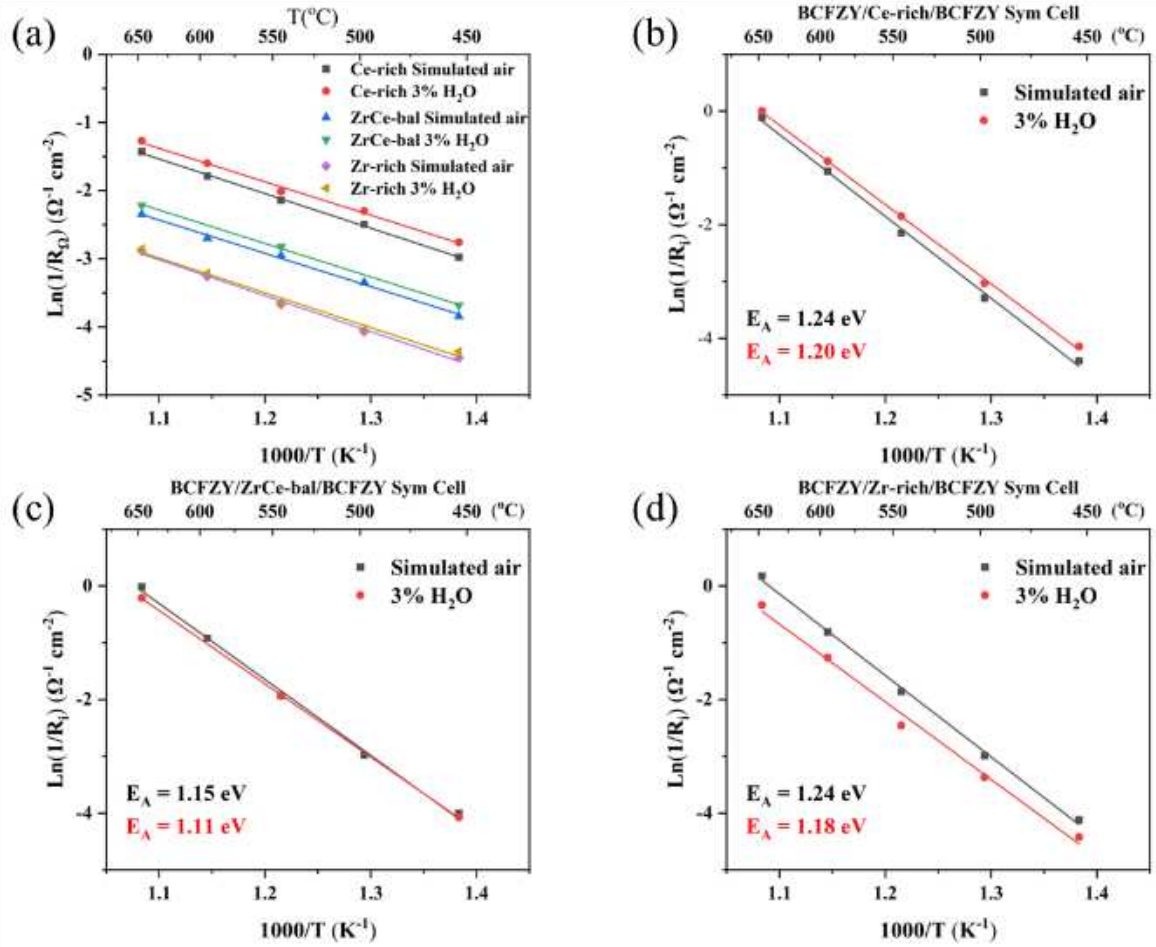 (a)
T(°C)
650 600 550 500 450
0
-1
-2
-3
-4
-5
Ln(1/R_Ω) (Ω⁻¹ cm⁻²)
Ce-rich Simulated air
Ce-rich 3% H₂O
ZrCe-bal Simulated air
ZrCe-bal 3% H₂O
Zr-rich Simulated air
Zr-rich 3% H₂O
1.1 1.2 1.3 1.4
1000/T (K⁻¹)
(b)
BCFZY/Ce-rich/BCFZY Sym Cell
650 600 550 500 450 (°C)
0
-2
-4
Ln(1/Rᵢ) (Ω⁻¹ cm⁻²)
Simulated air
3% H₂O
E_A = 1.24 eV
E_A = 1.20 eV
1.1 1.2 1.3 1.4
1000/T (K⁻¹)
(c)
BCFZY/ZrCe-bal/BCFZY Sym Cell
650 600 550 500 450 (°C)
0
-2
-4
Ln(1/Rᵢ) (Ω⁻¹ cm⁻²)
Simulated air
3% H₂O
E_A = 1.15 eV
E_A = 1.11 eV
1.1 1.2 1.3 1.4
1000/T (K⁻¹)
(d)
BCFZY/Zr-rich/BCFZY Sym Cell
650 600 550 500 450 (°C)
0
-2
-4
Ln(1/Rᵢ) (Ω⁻¹ cm⁻²)
Simulated air
3% H₂O
E_A = 1.24 eV
E_A = 1.18 eV
1.1 1.2 1.3 1.4
1000/T (K⁻¹)